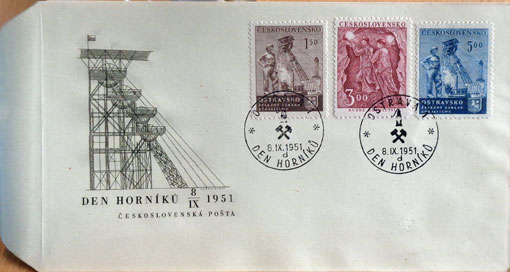 ČESKOSLOVENSKO
1.50
OSTRAVSKO
ČESKOSLOVENSKO
3.00
ČESKOSLOVENSKO
5.00
OSTRAVSKO
OSTRAVA 1
8.IX.1951
d
DEN HORNÍKŮ
OSTRAVA 1
8.IX.1951
d
DEN HORNÍKŮ
DEN HORNÍKŮ 8/IX 1951
ČESKOSLOVENSKÁ POŠTA